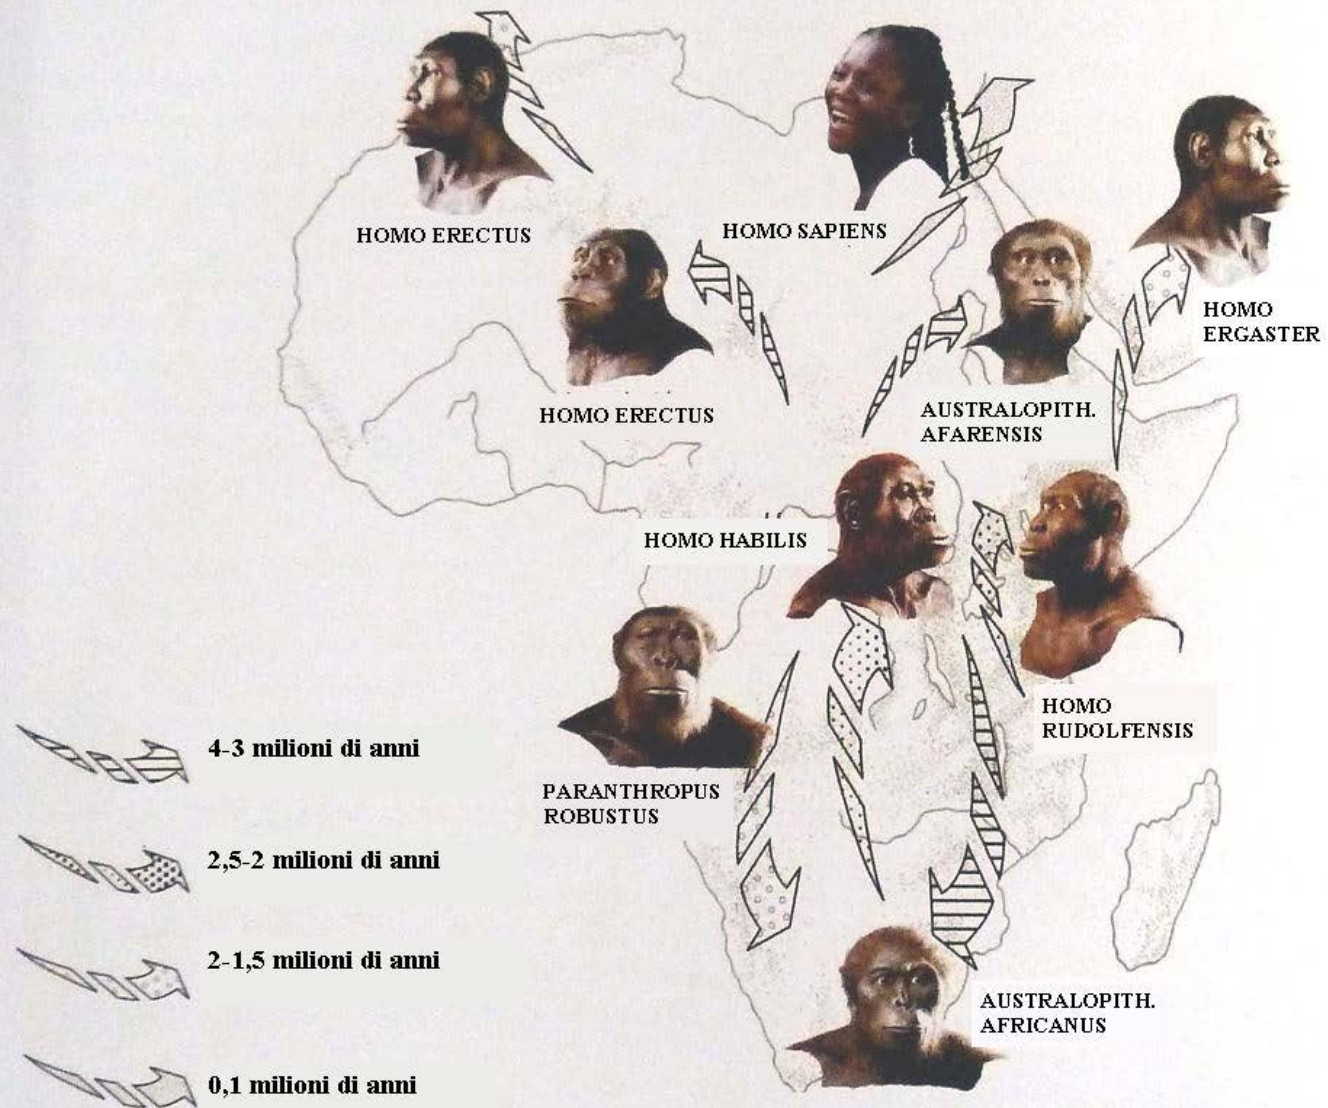 HOMO ERECTUS
HOMO SAPIENS
HOMO
ERGASTER
HOMO ERECTUS
AUSTRALOPITH.
AFARENSIS
HOMO HABILIS
HOMO
RUDOLFENSIS
PARANTHROPUS
ROBUSTUS
AUSTRALOPITH.
AFRICANUS
4-3 milioni di anni
2,5-2 milioni di anni
2-1,5 milioni di anni
0,1 milioni di anni